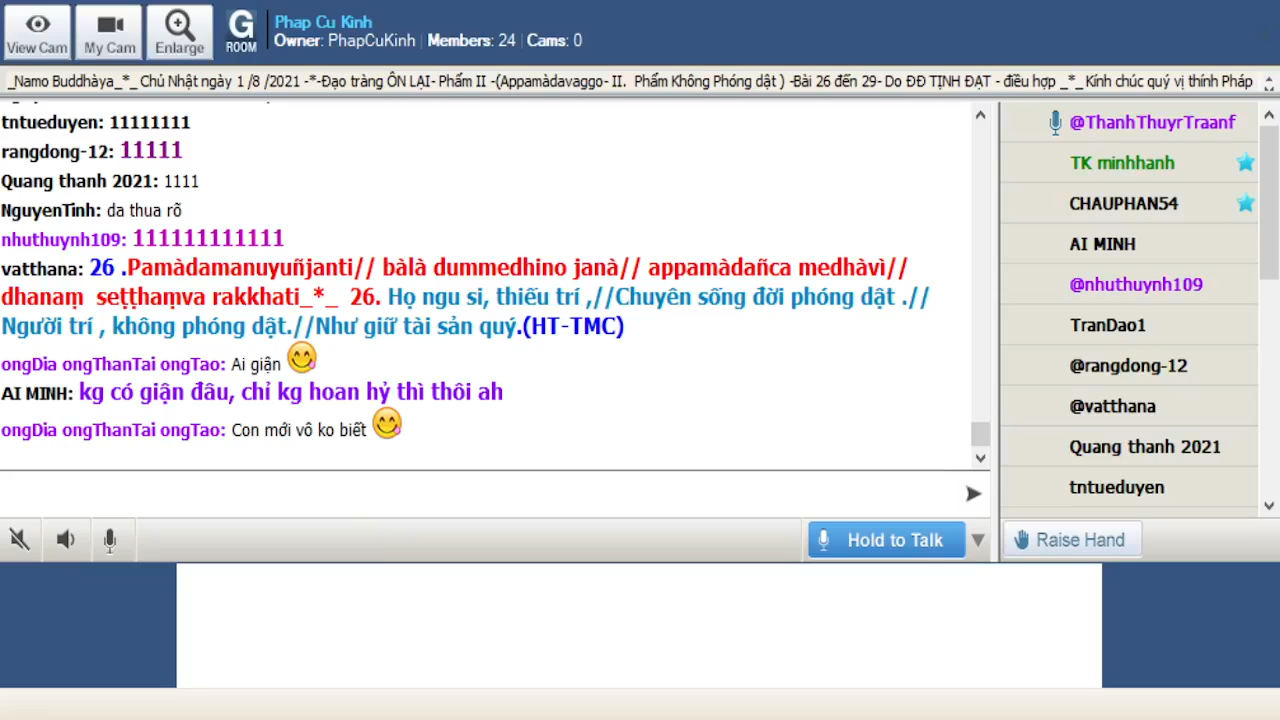 View Cam
My Cam
Enlarge
G
ROOM
Phap Cu Kinh
Owner: PhapCuKinh | Members: 24 | Cams: 0
_Namo Buddhàya_*_ Chủ Nhật ngày 1 /8 /2021 -*-Đạo tràng ÔN LẠI- Phẩm II -(Appamàdavaggo- II. Phẩm Không Phóng dật ) -Bài 26 đến 29- Do ĐĐ TỊNH ĐẠT - điều hợp _*_ Kính chúc quý vị thính Pháp
tntueduyen: 11111111
rangdong-12: 11111
Quang thanh 2021: 1111
NguyenTinh: da thua rõ
nhuthuynh109: 111111111111
vatthana: 26 .Pamàdamanuyuñjanti// bàlà dummedhino janà// appamàdañca medhàvì//
dhanaṃ seṭṭhaṃva rakkhati_*_ 26. Họ ngu si, thiếu trí ,//Chuyên sống đời phóng dật .//
Người trí , không phóng dật.//Như giữ tài sản quý.(HT-TMC)
ongDia ongThanTai ongTao: Ai giận
AI MINH: kg có giận đâu, chỉ kg hoan hỷ thì thôi ah
ongDia ongThanTai ongTao: Con mới vô ko biết
@ThanhThuyrTraanf
TK minhhanh
CHAUPHAN54
AI MINH
@nhuthuynh109
TranDao1
@rangdong-12
@vatthana
Quang thanh 2021
tntueduyen
Hold to Talk
Raise Hand